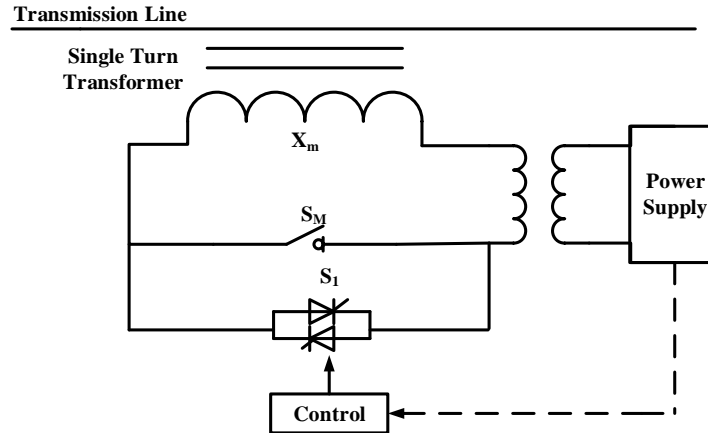 Transmission Line
Single Turn
Transformer
Xm
Power
Supply
SM
S1
Control